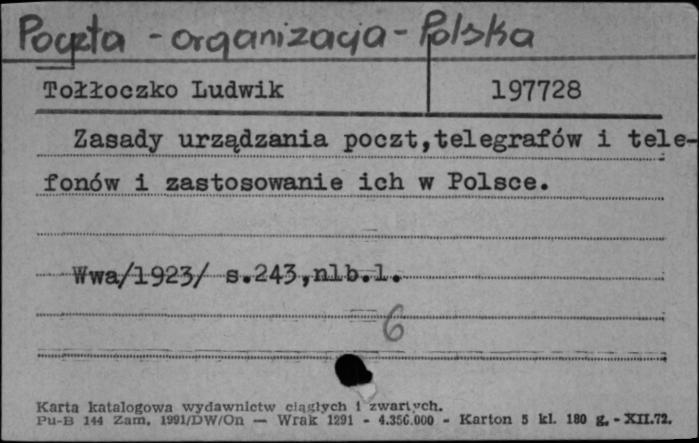 Poczta - organizacja - Polska
Tołłoczko Ludwik 197728
Zasady urządzania poczt,telegrafów i tele-
fonów i zastosowanie ich w Polsce.
Wwa/1923/ s.243,nlb.1.
6
Karta katalogowa wydawnictw ciągłych i zwartych.
Pu-B 144 Zam. 1991/DW/On — Wrak 1291 - 4.356.000 - Karton 5 kl. 180 g. - XII.72.